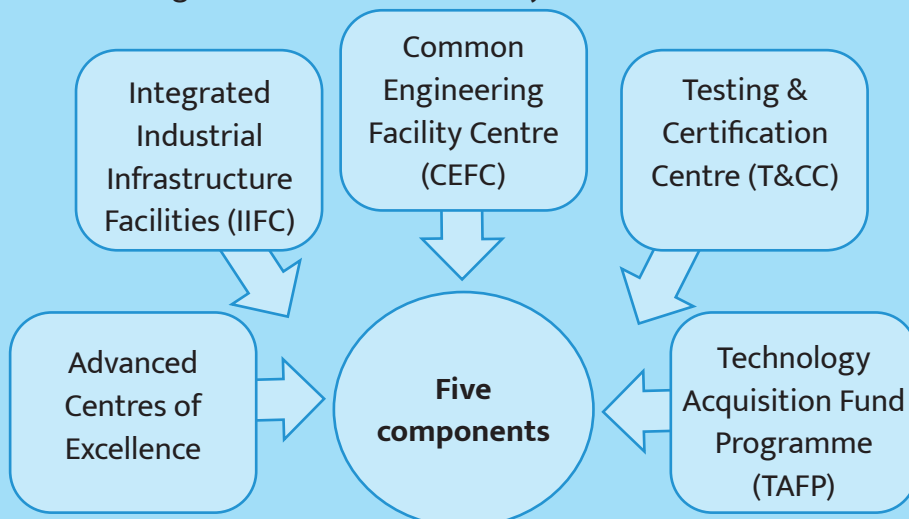 Common
Engineering
Facility Centre
(CEFC)
Integrated
Industrial
Infrastructure
Facilities (IIFC)
Testing &
Certification
Centre (T&CC)
Advanced
Centres of
Excellence
Five
components
Technology
Acquisition Fund
Programme
(TAFP)